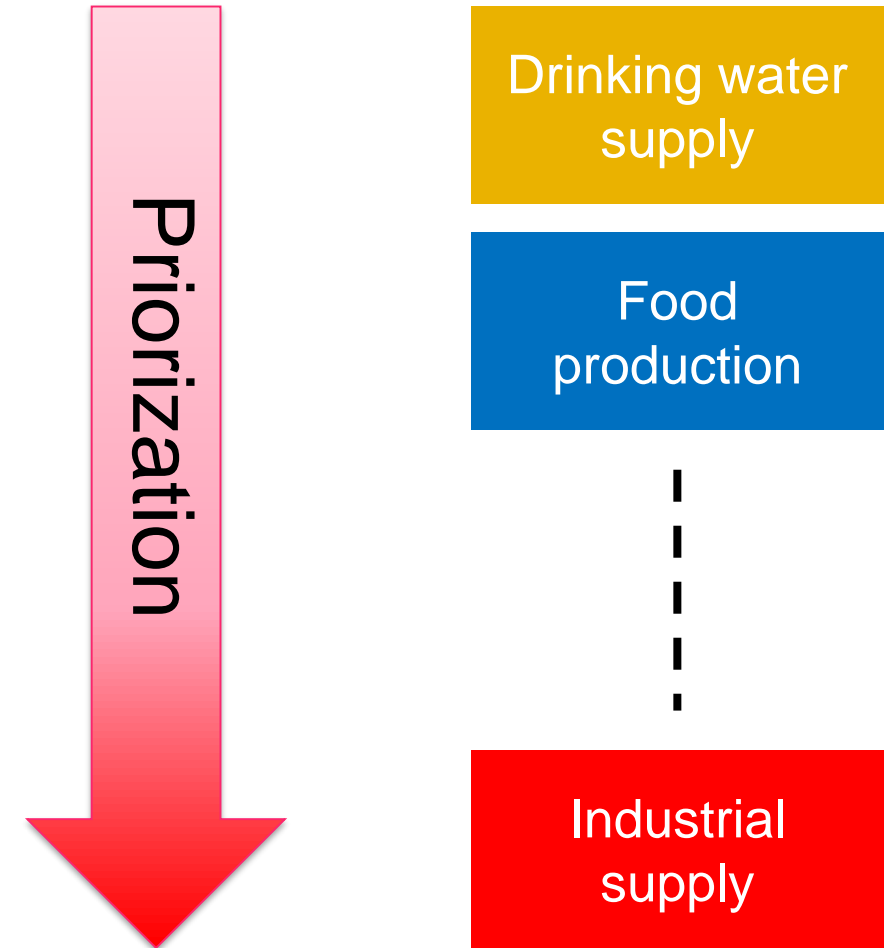 Priorization
Drinking water
supply
Food
production
Industrial
supply